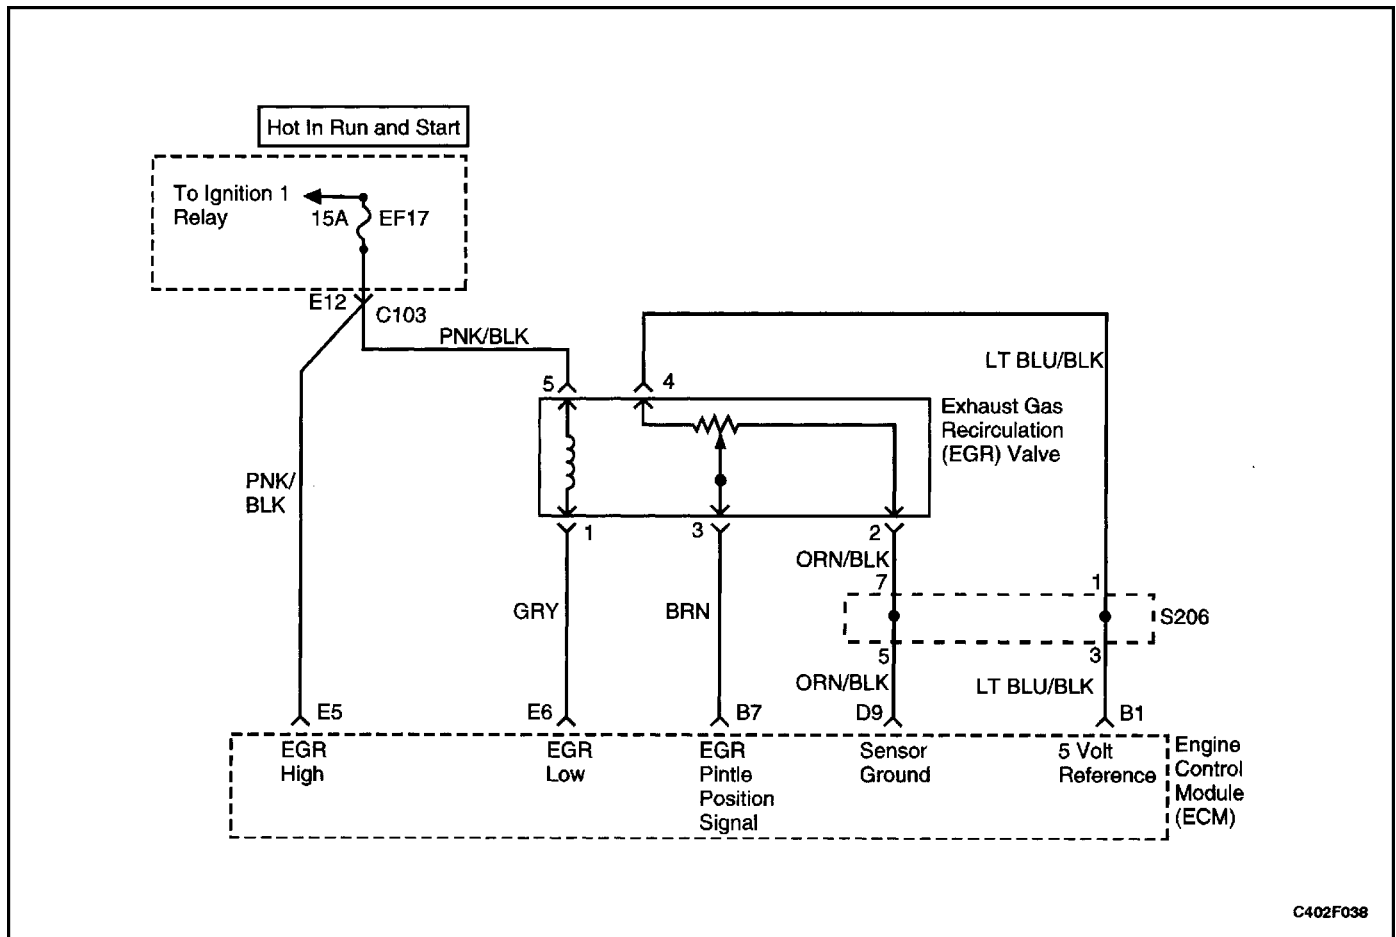 Hot In Run and Start
To Ignition 1
Relay
15A
EF17
E12
C103
PNK/BLK
LT BLU/BLK
5
4
Exhaust Gas
Recirculation
(EGR) Valve
PNK/
BLK
1
3
2
ORN/BLK
7
1
GRY
BRN
S206
5
3
ORN/BLK
LT BLU/BLK
E5
E6
B7
D9
B1
EGR
High
EGR
Low
EGR
Pintle
Position
Signal
Sensor
Ground
5 Volt
Reference
Engine
Control
Module
(ECM)
C402F038